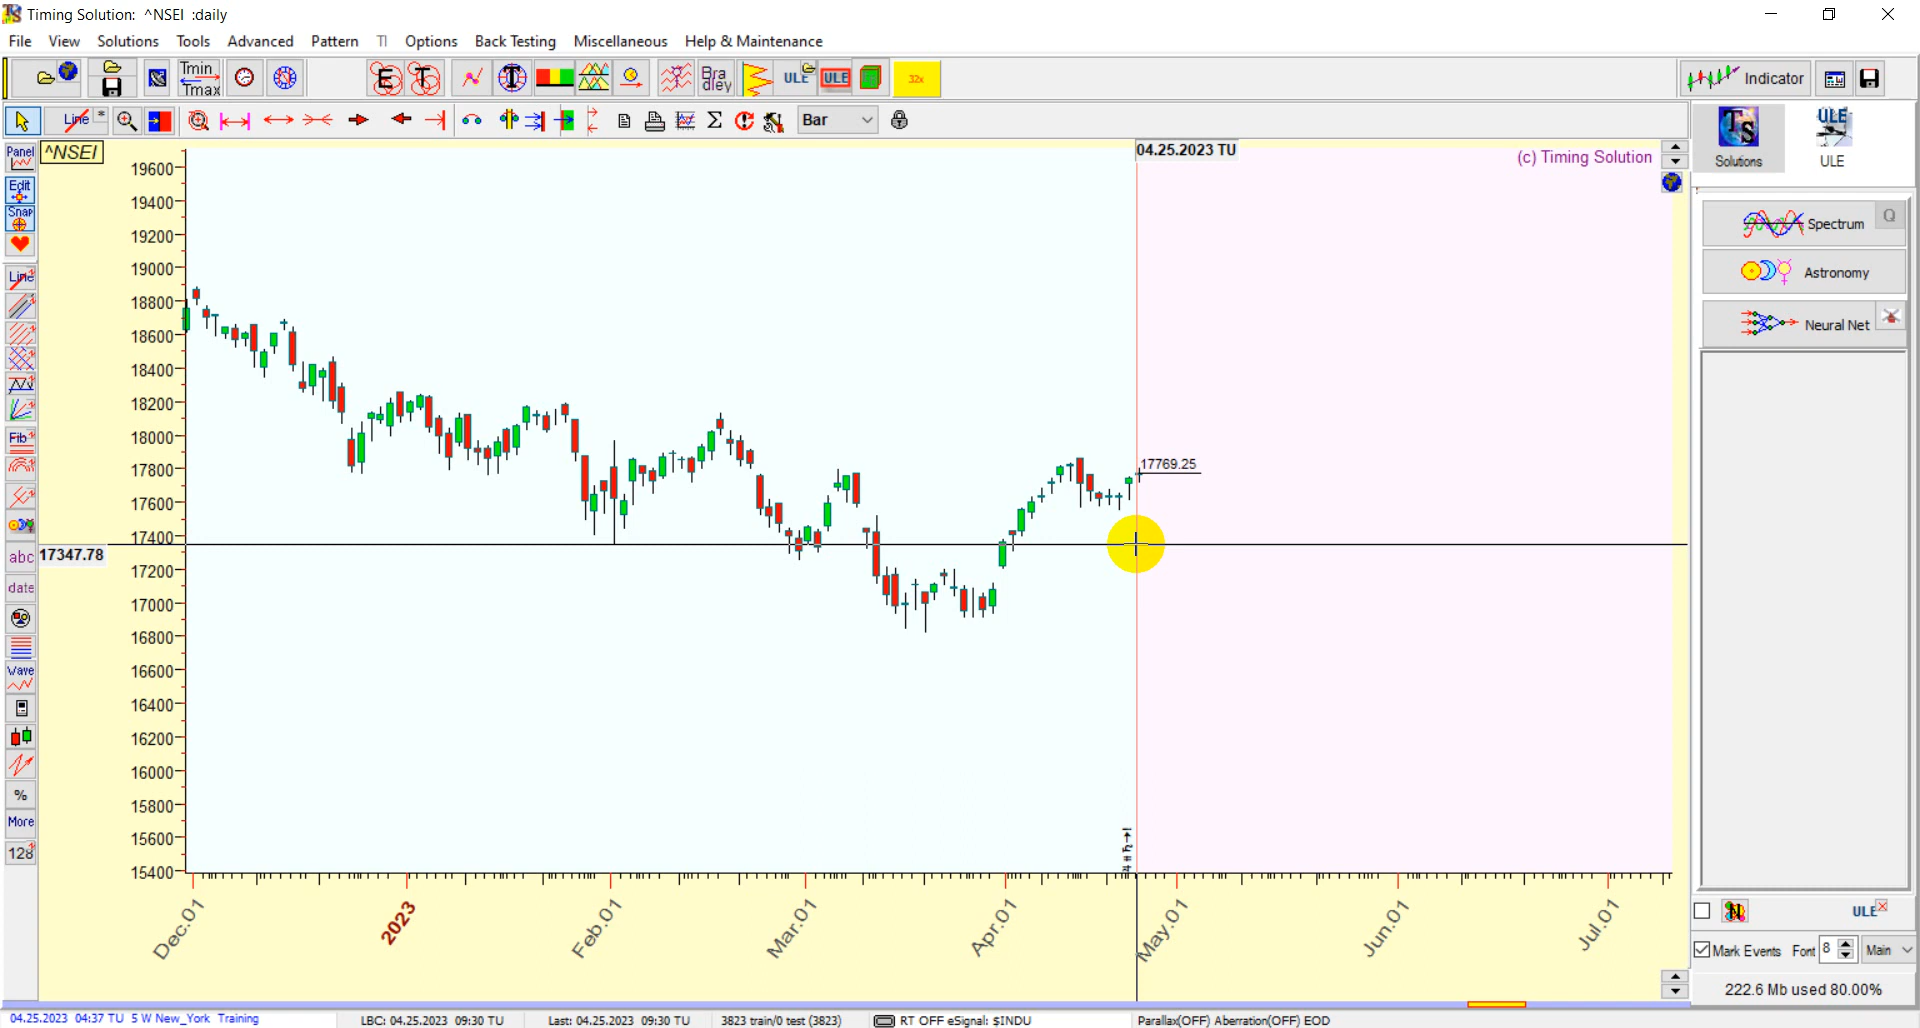 Timing Solution: ^NSEI :daily
File View Solutions Tools Advanced Pattern TI Options Back Testing Miscellaneous Help & Maintenance
Tmin Tmax E T Bradley ULE ULE 32x Indicator
Line * Bar
TS Solutions
ULE ULE
Panel
^NSEI
04.25.2023 TU
(c) Timing Solution
Edit
Snap
Line
Fib
abc
date
Wave
%
More
128
19600
19400
19200
19000
18800
18600
18400
18200
18000
17800
17600
17400
17347.78
17200
17000
16800
16600
16400
16200
16000
15800
15600
15400
17769.25
Dec.01 2023 Feb.01 Mar.01 Apr.01 May.01 Jun.01 Jul.01
Spectrum Q
Astronomy
Neural Net
N ULE
Mark Events Font 8 Main
222.6 Mb used 80.00%
04.25.2023 04:37 TU 5 W New_York Training LBC: 04.25.2023 09:30 TU Last: 04.25.2023 09:30 TU 3823 train/0 test (3823) RT OFF eSignal: $INDU Parallax(OFF) Aberration(OFF) EOD